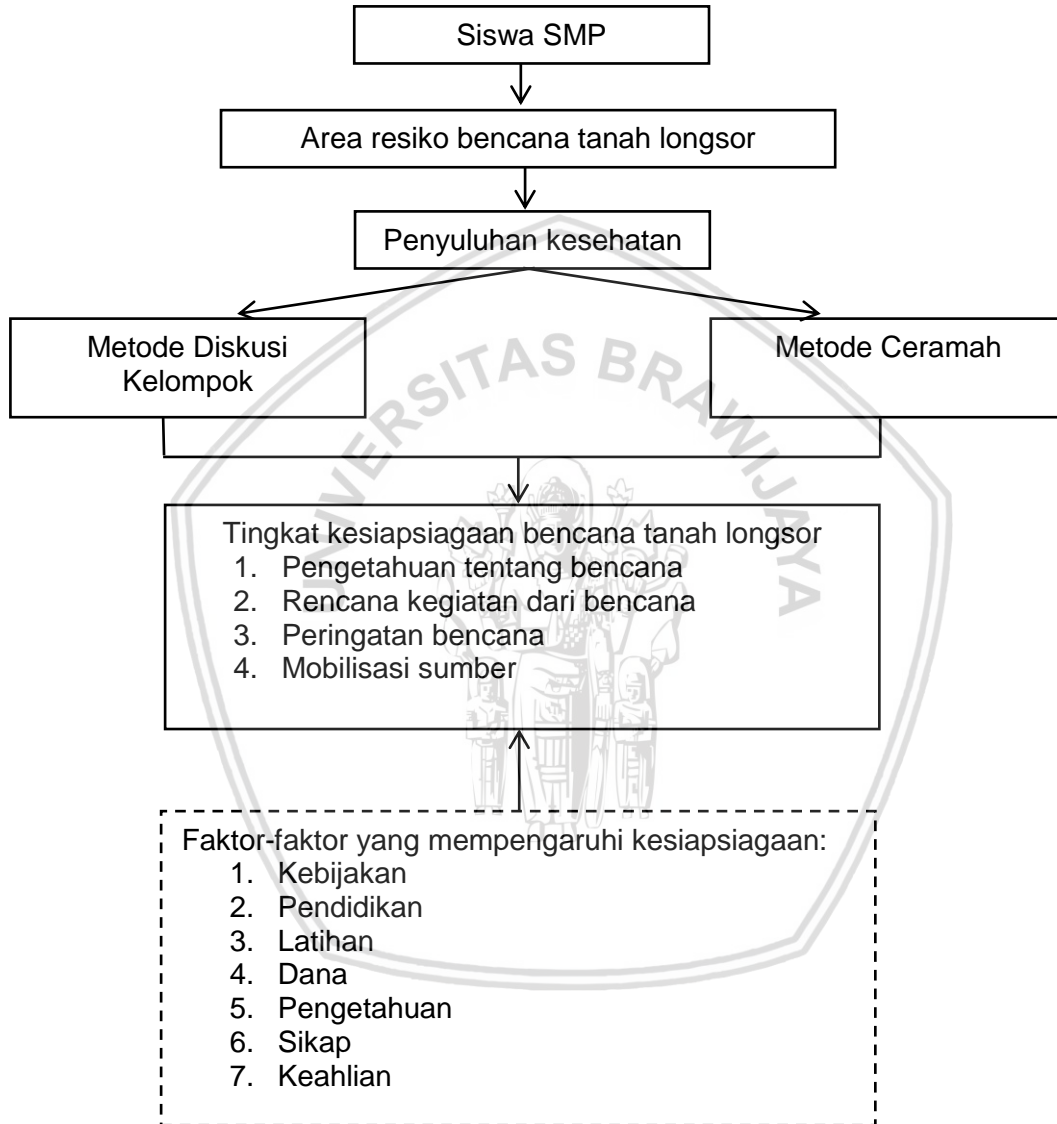 Siswa SMP
Area resiko bencana tanah longsor
Penyuluhan kesehatan
Metode Diskusi
Kelompok
Metode Ceramah
UNIVERSITAS BRAWIJAYA
Tingkat kesiapsiagaan bencana tanah longsor
1. Pengetahuan tentang bencana
2. Rencana kegiatan dari bencana
3. Peringatan bencana
4. Mobilisasi sumber
Faktor-faktor yang mempengaruhi kesiapsiagaan:
1. Kebijakan
2. Pendidikan
3. Latihan
4. Dana
5. Pengetahuan
6. Sikap
7. Keahlian